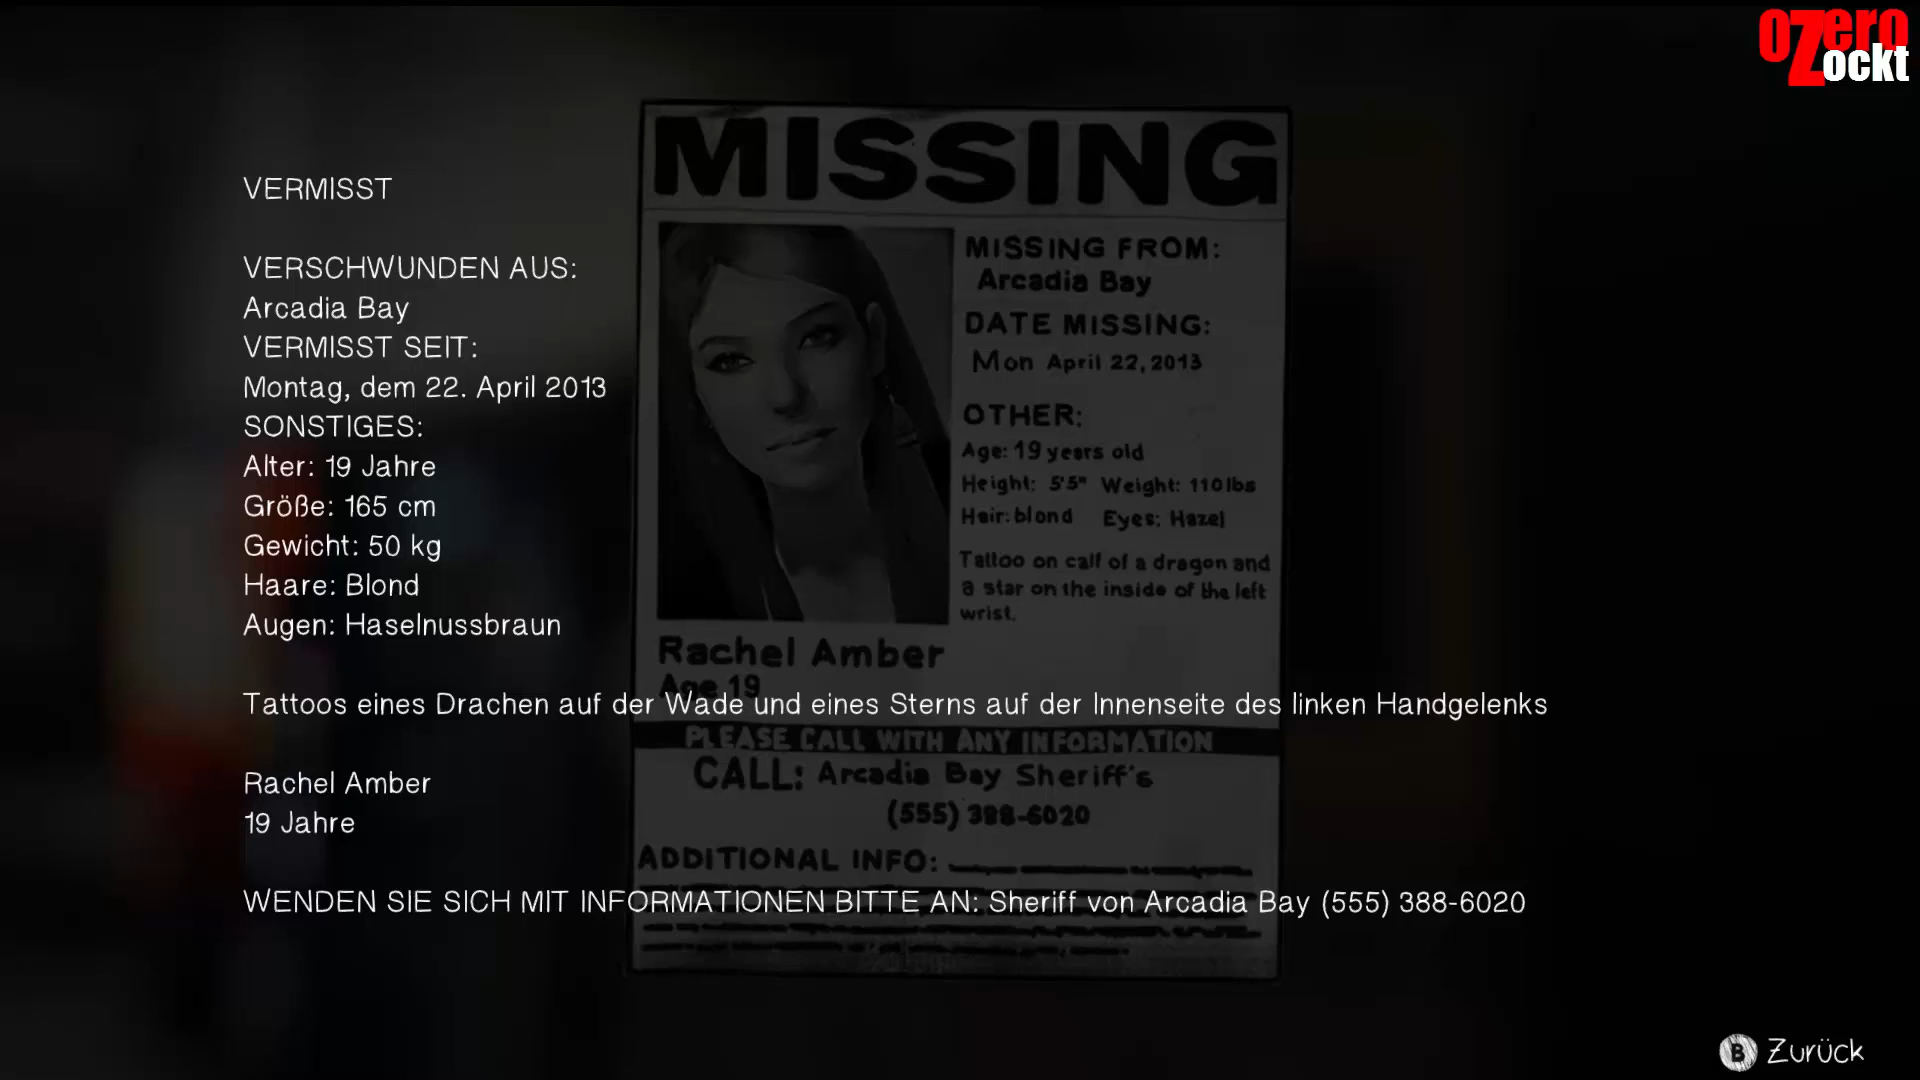 0Zero
Zockt
VERMISST
VERSCHWUNDEN AUS:
Arcadia Bay
VERMISST SEIT:
Montag, dem 22. April 2013
SONSTIGES:
Alter: 19 Jahre
Größe: 165 cm
Gewicht: 50 kg
Haare: Blond
Augen: Haselnussbraun
Tattoos eines Drachen auf der Wade und eines Sterns auf der Innenseite des linken Handgelenks
Rachel Amber
19 Jahre
WENDEN SIE SICH MIT INFORMATIONEN BITTE AN: Sheriff von Arcadia Bay (555) 388-6020
MISSING
MISSING FROM:
Arcadia Bay
DATE MISSING:
Mon April 22, 2013
OTHER:
Age: 19 years old
Height: 5'5" Weight: 110 lbs
Hair: blond Eyes: Hazel
Tattoo on calf of a dragon and
a star on the inside of the left
wrist.
Rachel Amber
Age 19
PLEASE CALL WITH ANY INFORMATION
CALL: Arcadia Bay Sheriff's
(555) 388-6020
ADDITIONAL INFO:
B Zurück